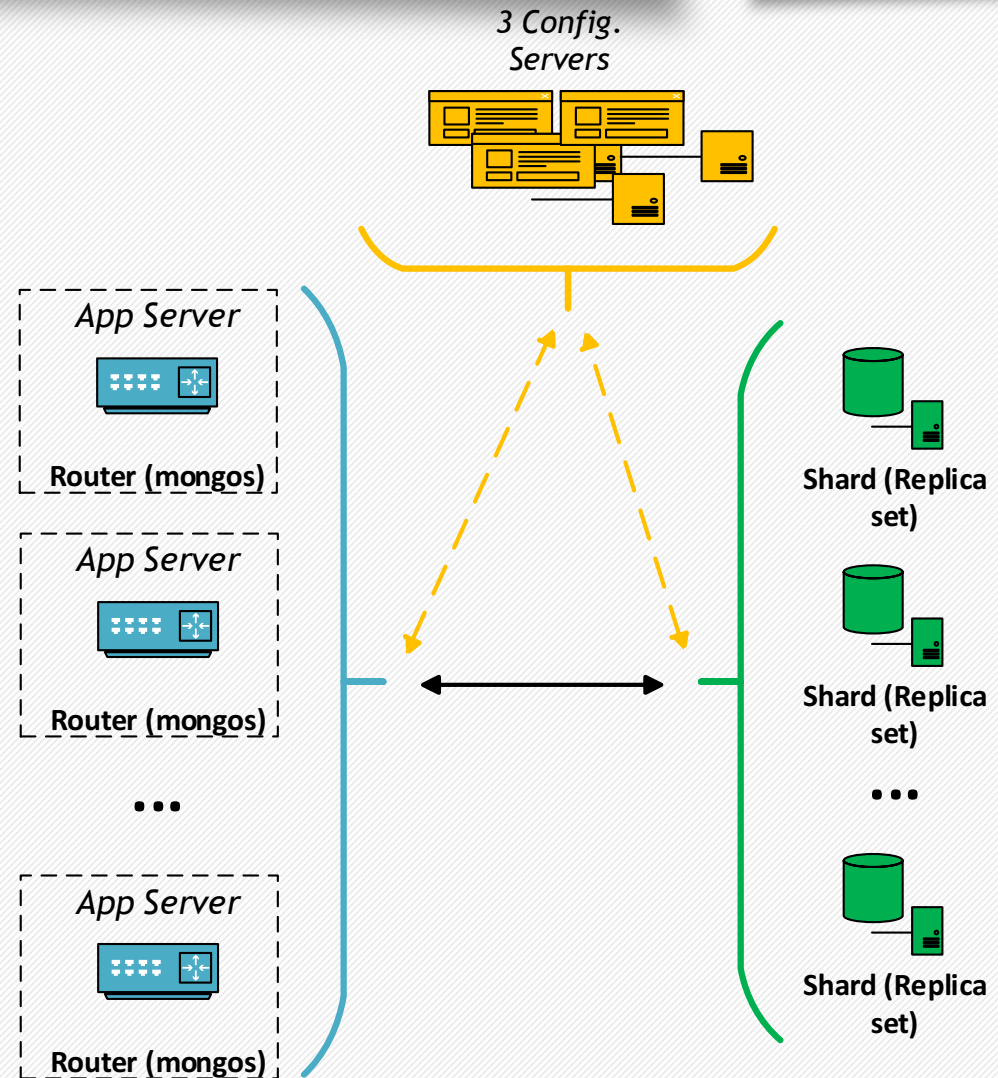 3 Config.
Servers
App Server
Router (mongos)
App Server
Router (mongos)
...
App Server
Router (mongos)
Shard (Replica
set)
Shard (Replica
set)
...
Shard (Replica
set)